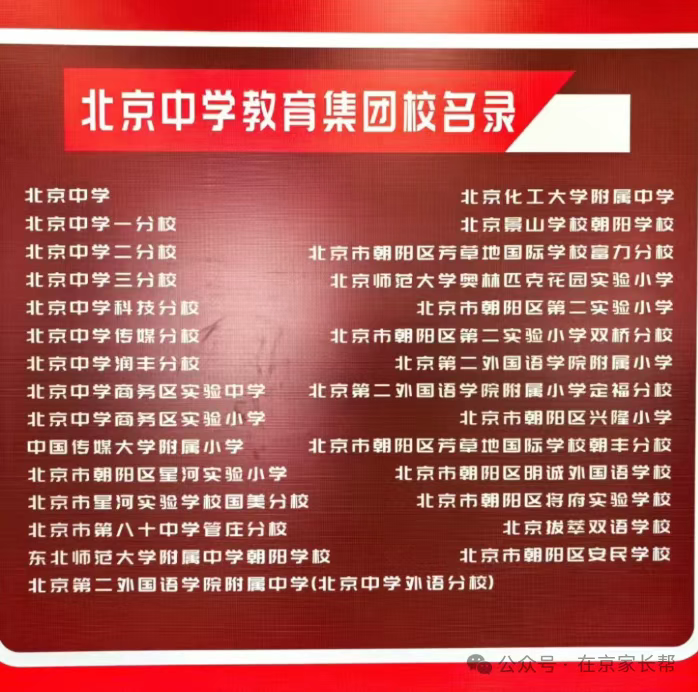 北京中学教育集团校名录
北京中学
北京化工大学附属中学
北京中学一分校
北京景山学校朝阳学校
北京中学二分校
北京市朝阳区芳草地国际学校富力分校
北京中学三分校
北京师范大学奥林匹克花园实验小学
北京中学科技分校
北京市朝阳区第二实验小学
北京中学传媒分校
北京市朝阳区第二实验小学双桥分校
北京中学润丰分校
北京第二外国语学院附属小学
北京中学商务区实验中学
北京第二外国语学院附属小学定福分校
北京中学商务区实验小学
北京市朝阳区兴隆小学
中国传媒大学附属小学
北京市朝阳区芳草地国际学校朝丰分校
北京市朝阳区星河实验小学
北京市朝阳区明诚外国语学校
北京市星河实验学校国美分校
北京市朝阳区将府实验学校
北京市第八十中学管庄分校
北京拔萃双语学校
东北师范大学附属中学朝阳学校
北京市朝阳区安民学校
北京第二外国语学院附属中学(北京中学外语分校)
公众号·在京家长帮